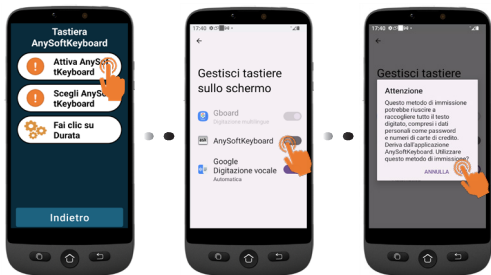 Tastiera
AnySoftKeyboard
Attiva AnySof
tKeyboard
Scegli AnySo
tKeyboard
Fai clic su
Durata
Indietro
17:40
Gestisci tastiere
sullo schermo
Gboard
Digitazione multilingue
AnySoftKeyboard
Google
Digitazione vocale
Automatica
17:40
Gestisci tastiere
Attenzione
Questo metodo di immissione
potrebbe riuscire a
raccogliere tutto il testo
digitato, compresi i dati
personali come password
e numeri di carte di credito.
Deriva dall'applicazione
AnySoftKeyboard. Utilizzare
questo metodo di immissione?
ANNULLA